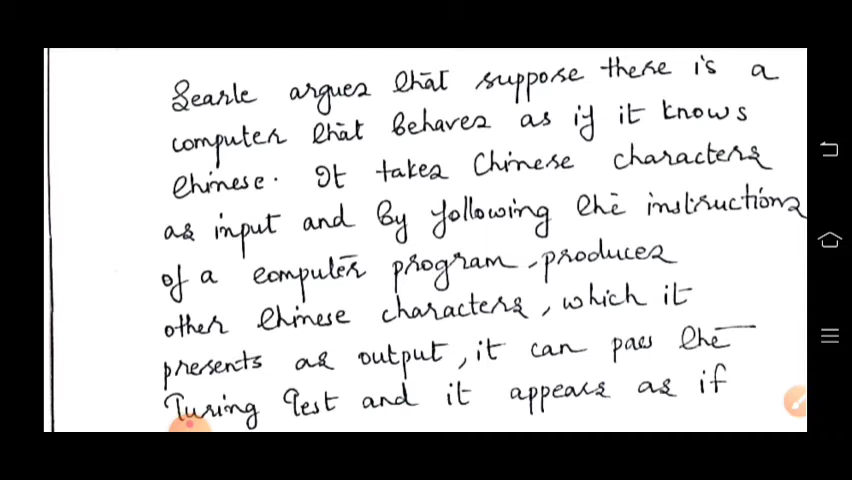 Searle argues that suppose there is a
computer that behaves as if it knows
Chinese. It takes Chinese characters
as input and by following the instructions
of a computer program, produces
other Chinese characters, which it
presents as output, it can pass the
Turing Test and it appears as if